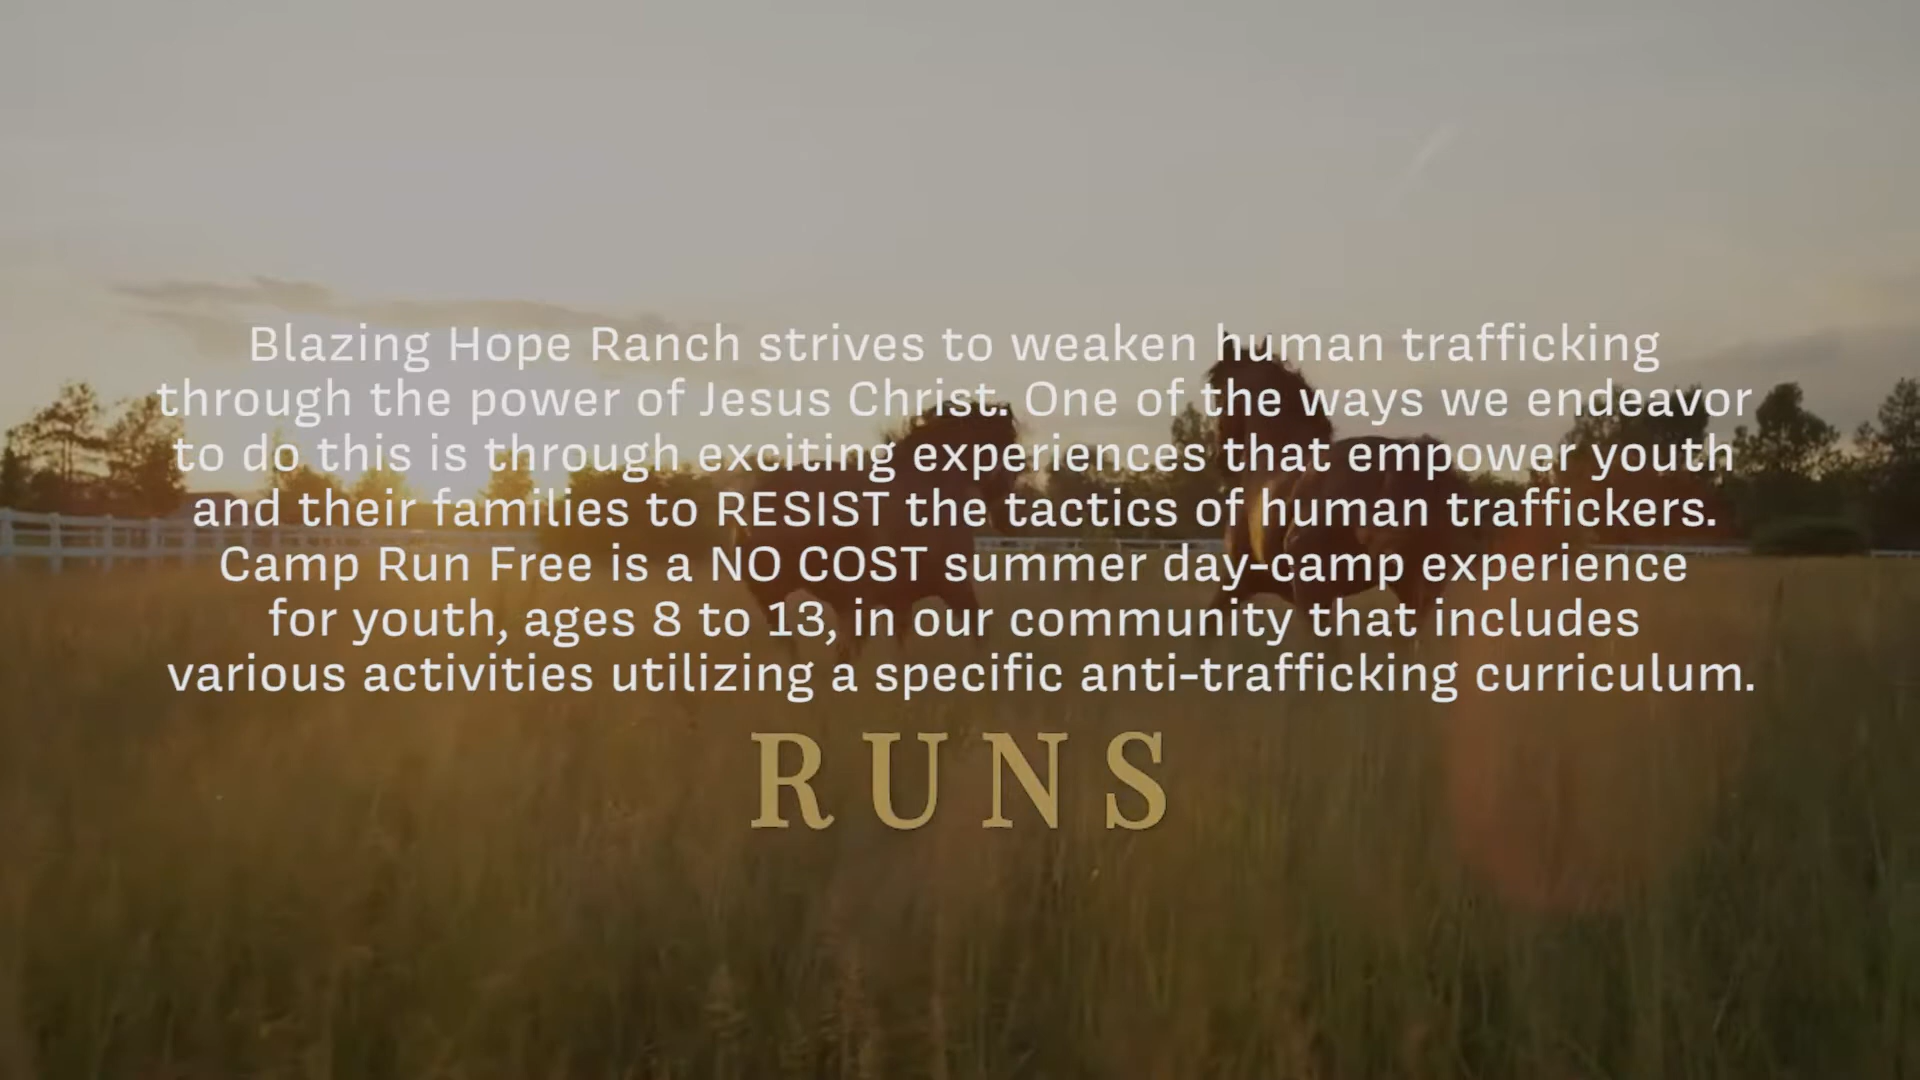 Blazing Hope Ranch strives to weaken human trafficking
through the power of Jesus Christ. One of the ways we endeavor
to do this is through exciting experiences that empower youth
and their families to RESIST the tactics of human traffickers.
Camp Run Free is a NO COST summer day-camp experience
for youth, ages 8 to 13, in our community that includes
various activities utilizing a specific anti-trafficking curriculum.
RUNS